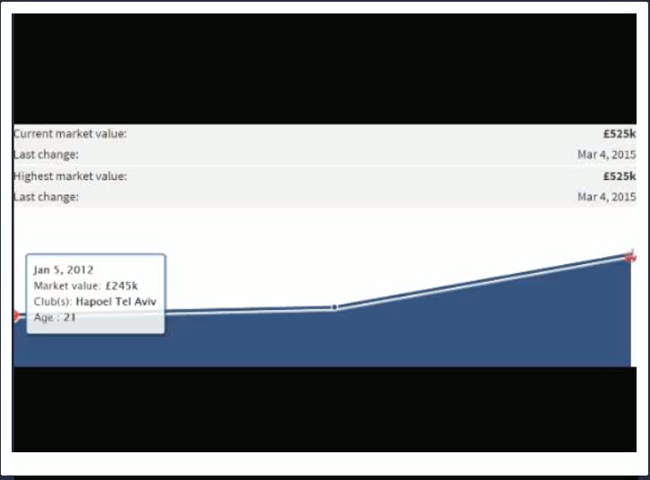 Current market value: £525k
Last change: Mar 4, 2015
Highest market value: £525k
Last change: Mar 4, 2015
Jan 5, 2012
Market value: £245k
Club(s): Hapoel Tel Aviv
Age : 21